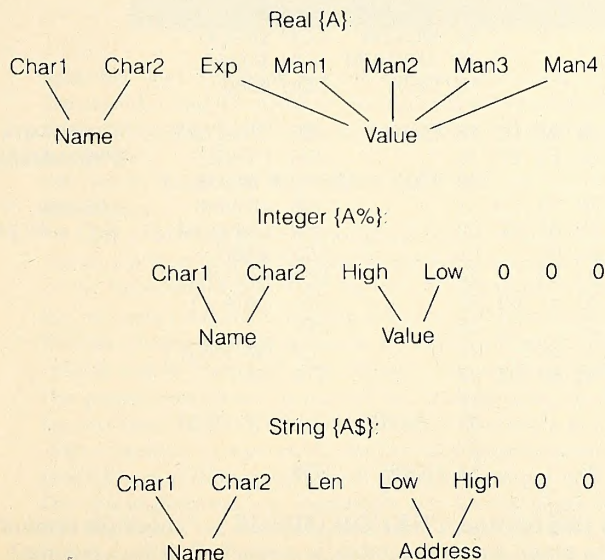 Real {A}:
Char1 Char2 Exp Man1 Man2 Man3 Man4
Name Value
Integer {A%}:
Char1 Char2 High Low 0 0 0
Name Value
String {A$}:
Char1 Char2 Len Low High 0 0
Name Address